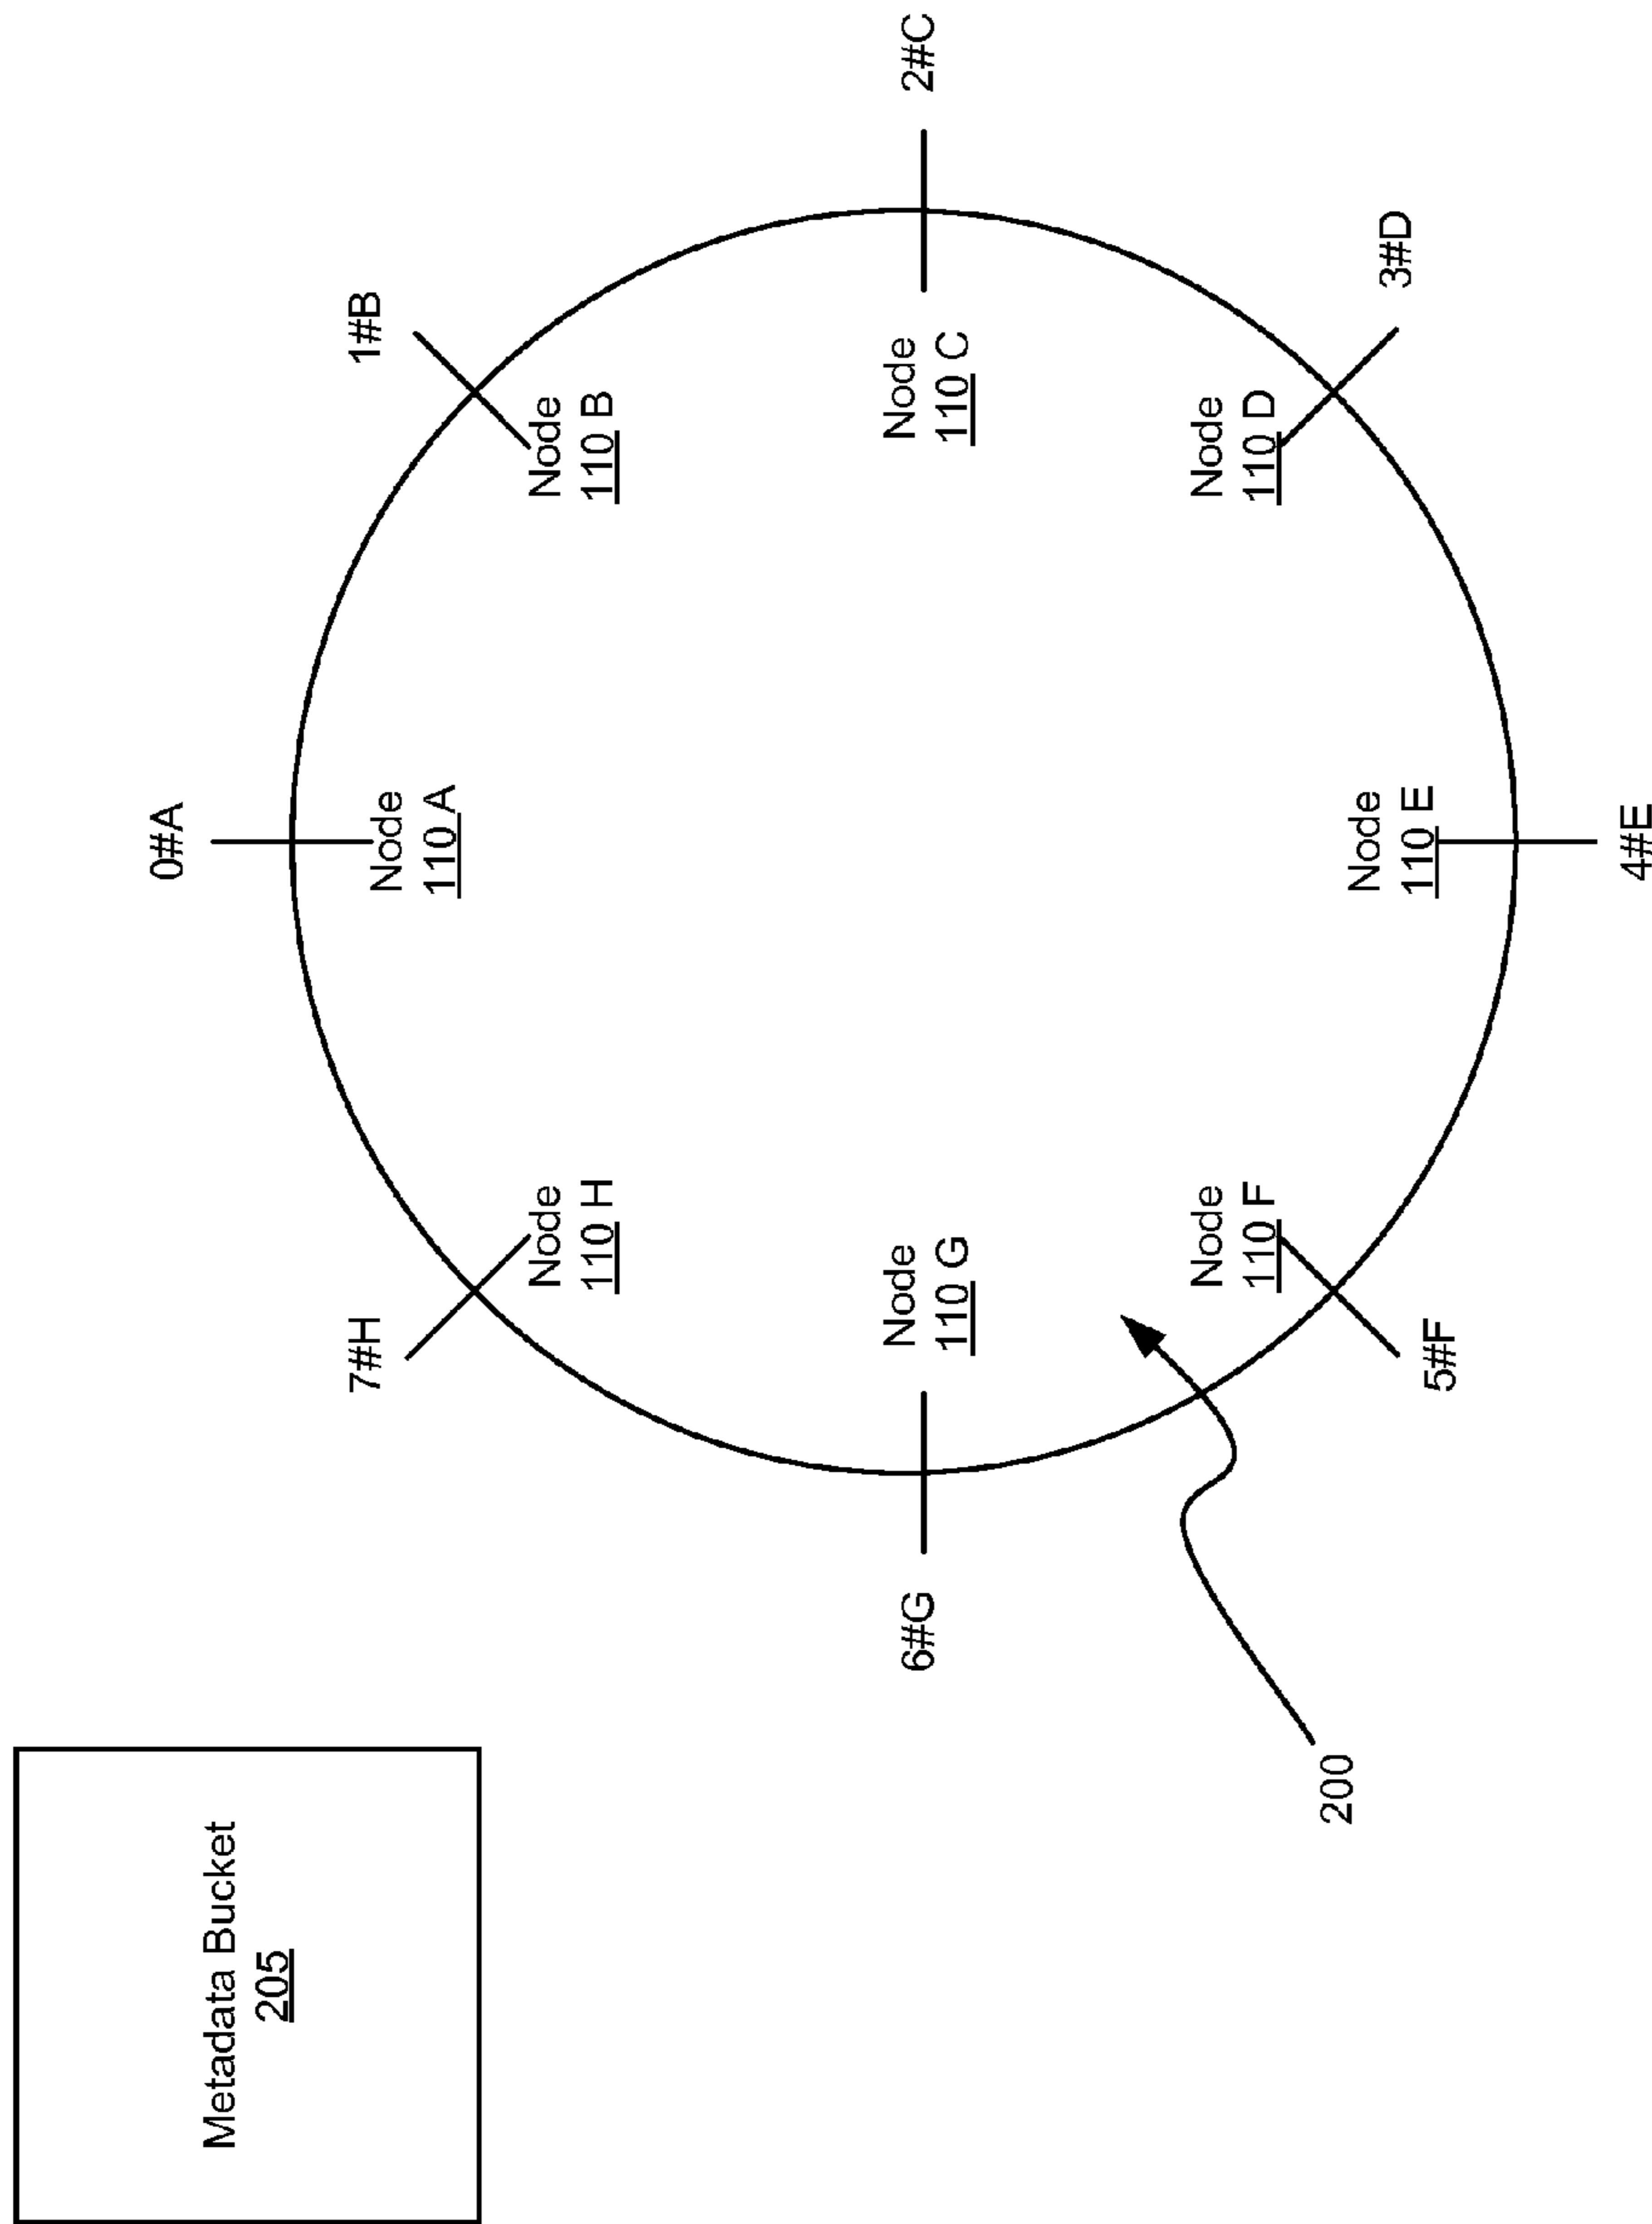 Metadata Bucket
205
0#A
Node
110 A
1#B
Node
110 B
2#C
Node
110 C
3#D
Node
110 D
4#E
Node
110 E
5#F
Node
110 F
6#G
Node
110 G
7#H
Node
110 H
200